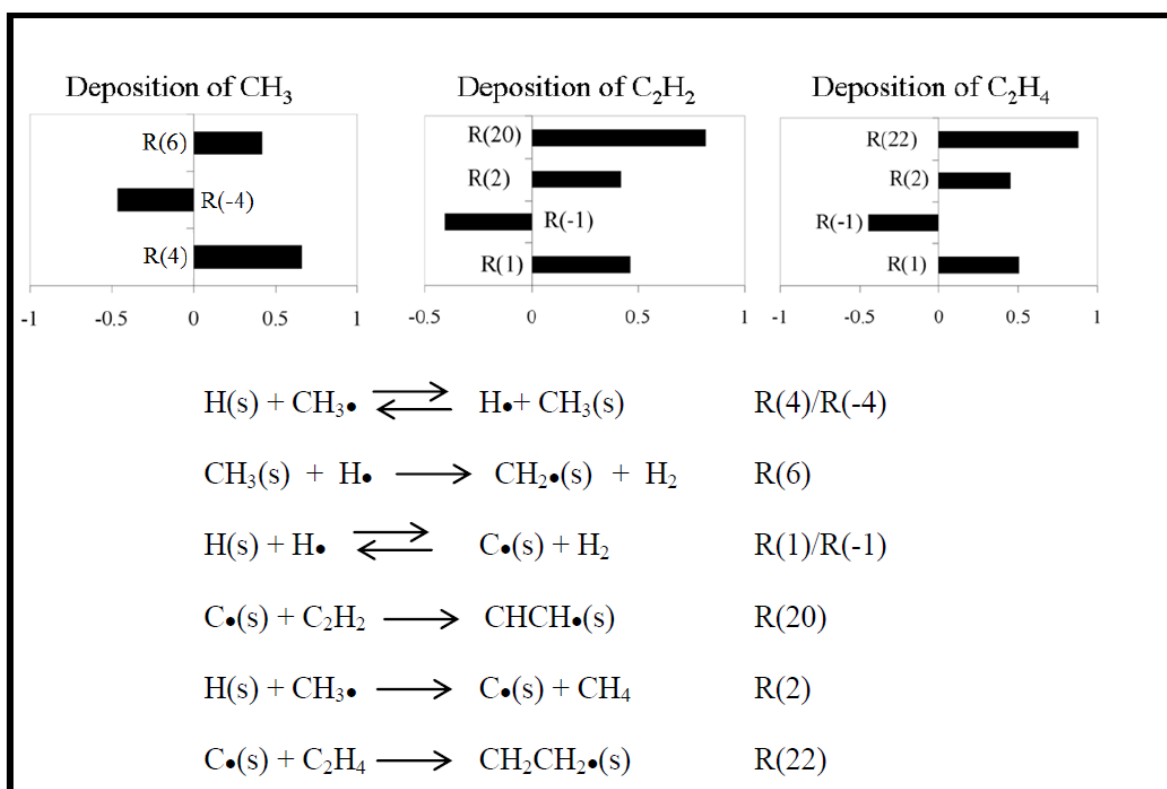 Deposition of CH₃ Deposition of C₂H₂ Deposition of C₂H₄
R(6)
R(-4)
R(4)
-1 -0.5 0 0.5 1
R(20)
R(2)
R(-1)
R(1)
-0.5 0 0.5 1
R(22)
R(2)
R(-1)
R(1)
-1 -0.5 0 0.5 1
H(s) + CH₃• ⇌ H•+ CH₃(s) R(4)/R(-4)
CH₃(s) + H• → CH₂•(s) + H₂ R(6)
H(s) + H• ⇌ C•(s) + H₂ R(1)/R(-1)
C•(s) + C₂H₂ → CHCH•(s) R(20)
H(s) + CH₃• → C•(s) + CH₄ R(2)
C•(s) + C₂H₄ → CH₂CH₂•(s) R(22)